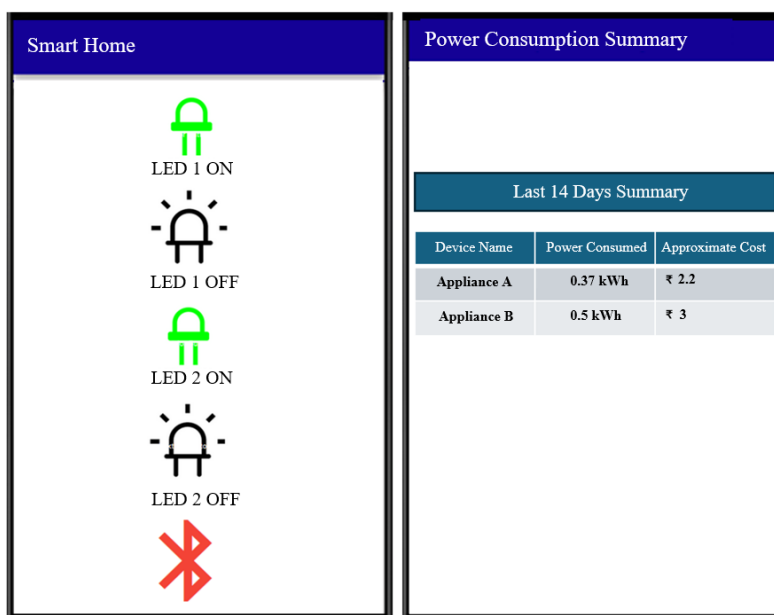 Smart Home
LED 1 ON
LED 1 OFF
LED 2 ON
LED 2 OFF
Power Consumption Summary
Last 14 Days Summary
Device Name Power Consumed Approximate Cost
Appliance A 0.37 kWh ₹ 2.2
Appliance B 0.5 kWh ₹ 3